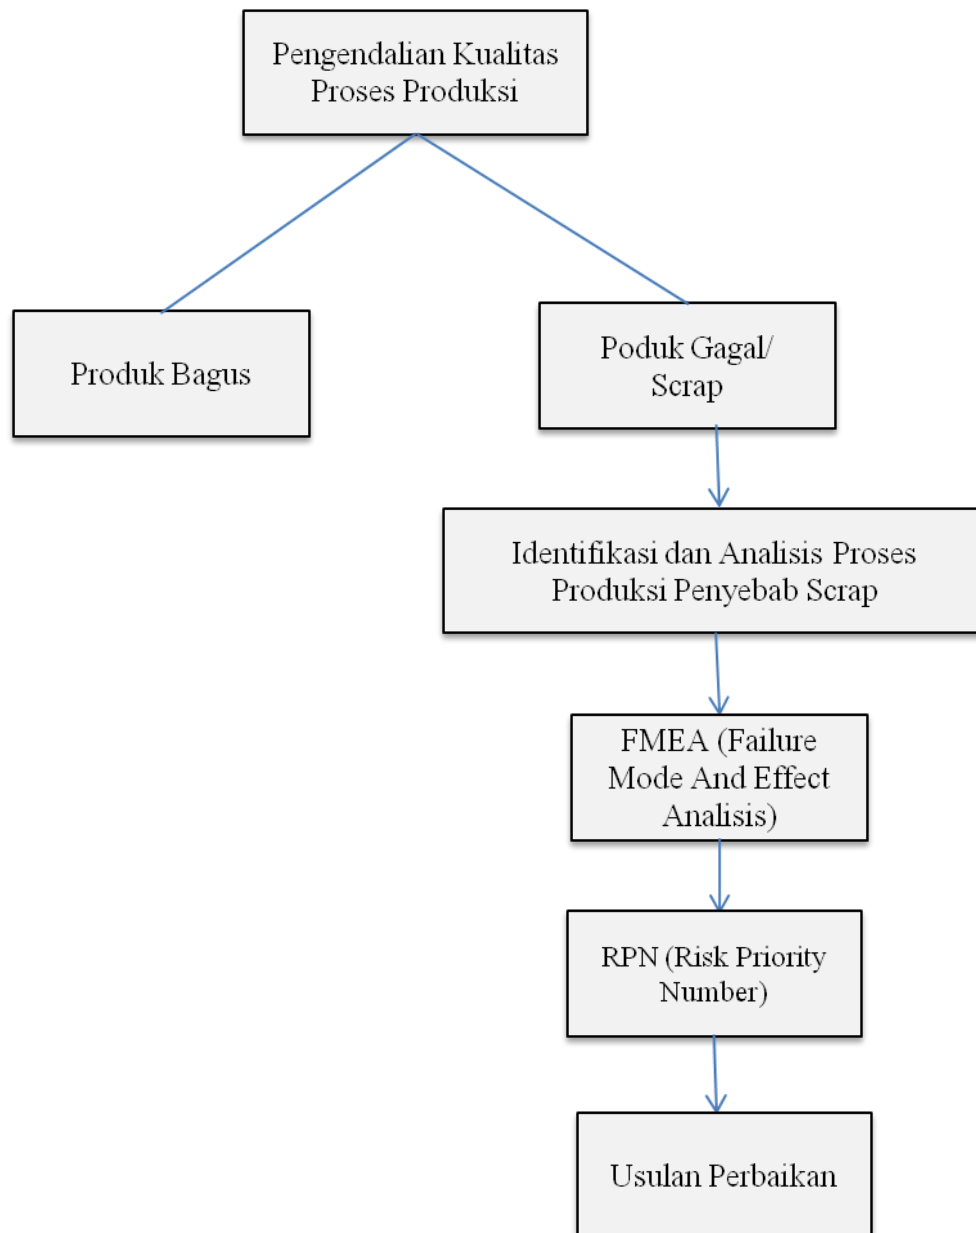 Pengendalian Kualitas
Proses Produksi
Produk Bagus
Poduk Gagal/
Scrap
Identifikasi dan Analisis Proses
Produksi Penyebab Scrap
FMEA (Failure
Mode And Effect
Analisis)
RPN (Risk Priority
Number)
Usulan Perbaikan